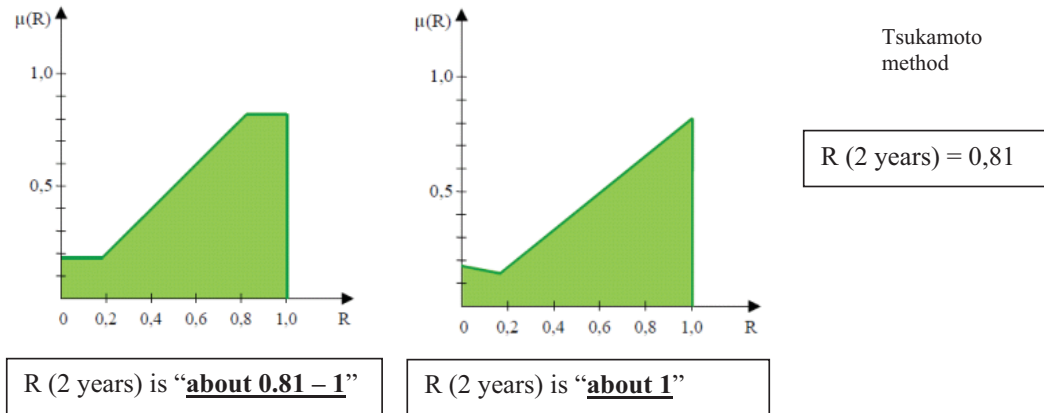 μ(R)
1,0
0,5
0 0,2 0,4 0,6 0,8 1,0 R
R (2 years) is “about 0.81 – 1”
μ(R)
1,0
0,5
0 0,2 0,4 0,6 0,8 1,0 R
R (2 years) is “about 1”
Tsukamoto
method
R (2 years) = 0,81